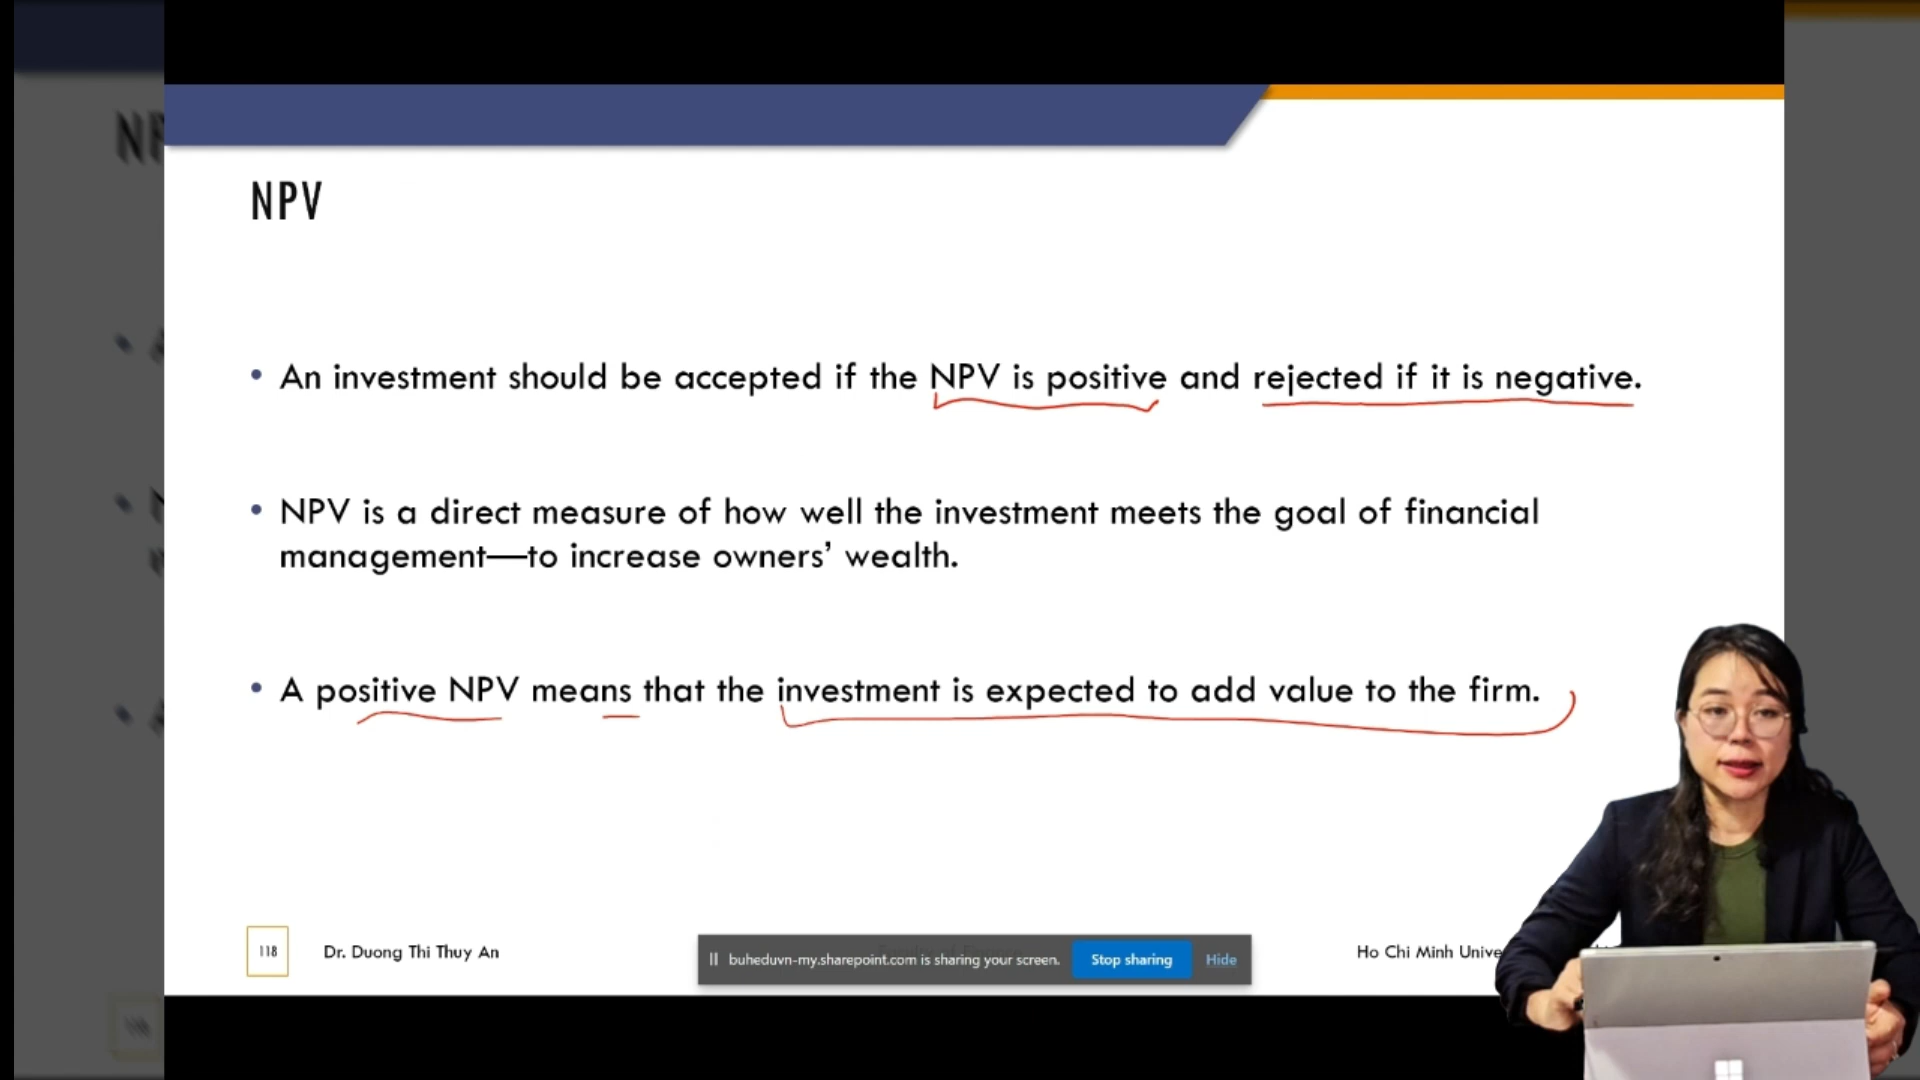 NPV
• An investment should be accepted if the NPV is positive and rejected if it is negative.
• NPV is a direct measure of how well the investment meets the goal of financial
management—to increase owners' wealth.
• A positive NPV means that the investment is expected to add value to the firm.
118
Dr. Duong Thi Thuy An
buheduvn-my.sharepoint.com is sharing your screen.
Stop sharing
Hide
Ho Chi Minh